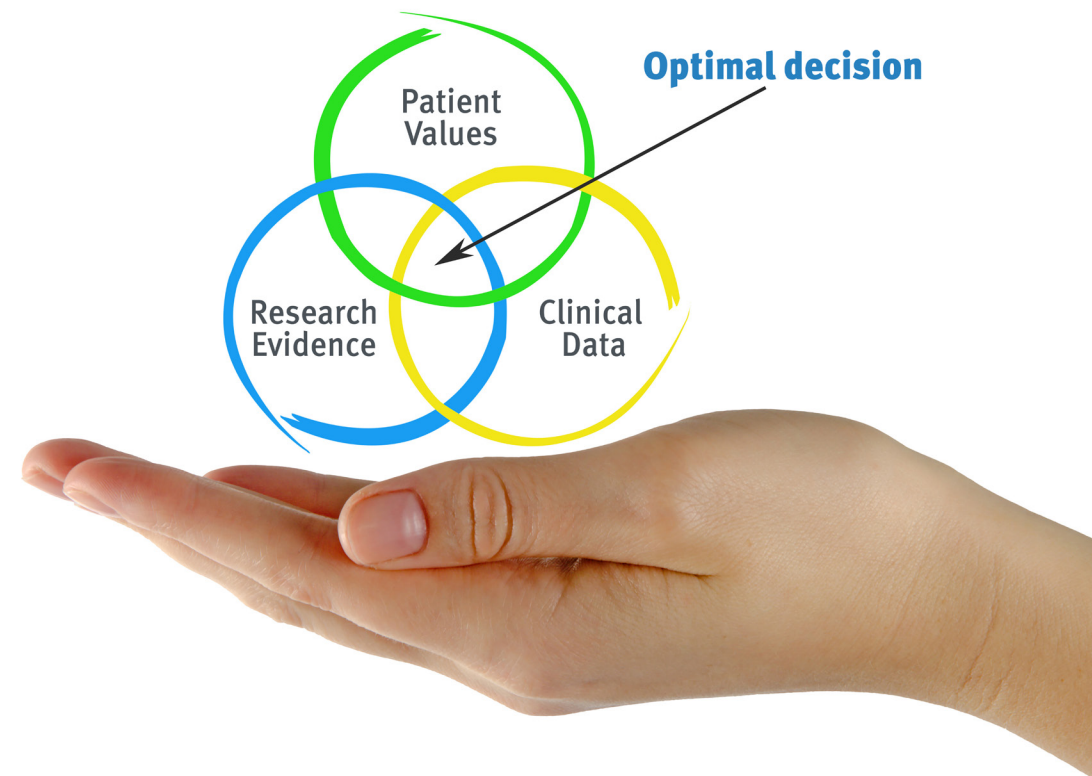 Optimal decision
Patient
Values
Research
Evidence
Clinical
Data